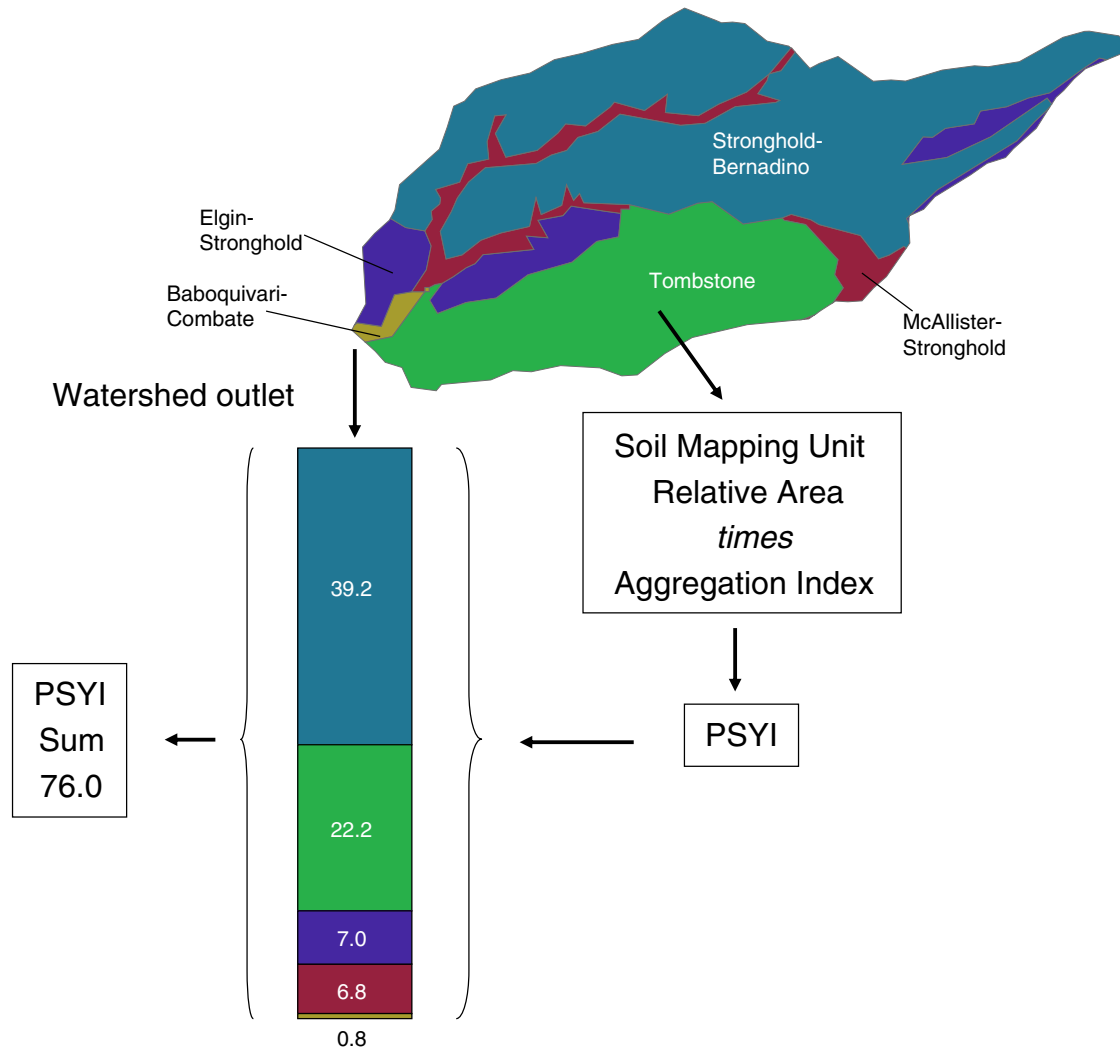 Stronghold-
Bernadino
Elgin-
Stronghold
Tombstone
Baboquivari-
Combate
McAllister-
Stronghold
Watershed outlet
Soil Mapping Unit
Relative Area
times
Aggregation Index
39.2
PSYI
Sum
76.0
PSYI
22.2
7.0
6.8
0.8